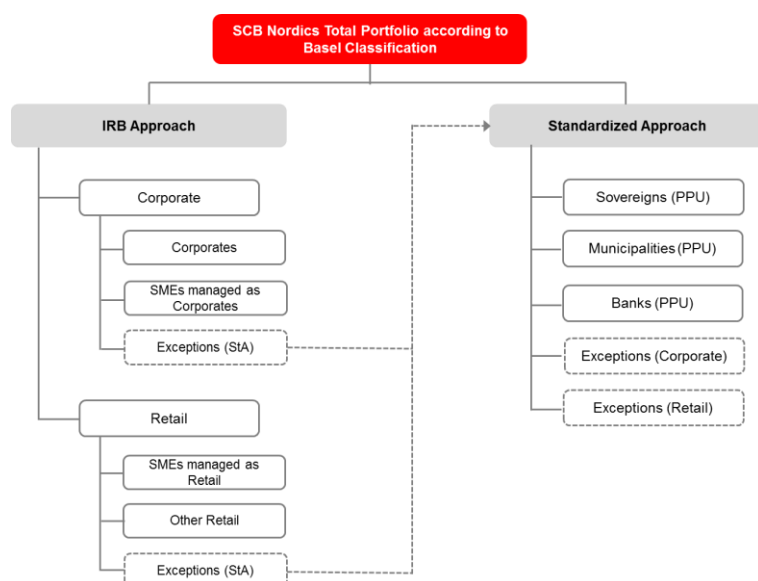 SCB Nordics Total Portfolio according to
Basel Classification
IRB Approach
Corporate
Corporates
SMEs managed as
Corporates
Exceptions (StA)
Retail
SMEs managed as
Retail
Other Retail
Exceptions (StA)
Standardized Approach
Sovereigns (PPU)
Municipalities (PPU)
Banks (PPU)
Exceptions (Corporate)
Exceptions (Retail)